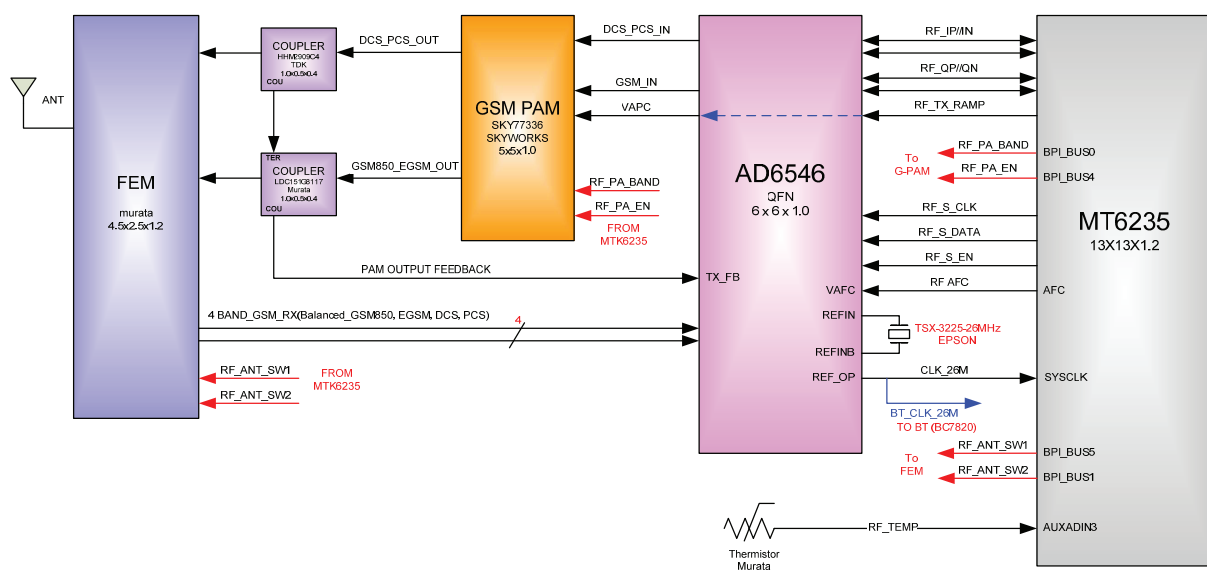 ANT
FEM
murata
4.5x2.5x1.2
COUPLER
HHM2909C4
TDK
1.0x0.5x0.4
COU
DCS_PCS_OUT
TER
COUPLER
LDC151G8117
Murata
1.0x0.5x0.4
COU
GSM850_EGSM_OUT
GSM PAM
SKY77336
SKYWORKS
5x5x1.0
DCS_PCS_IN
GSM_IN
VAPC
RF_PA_BAND
RF_PA_EN
FROM
MTK6235
PAM OUTPUT FEEDBACK
4 BAND_GSM_RX(Balanced_GSM850, EGSM, DCS, PCS)
4
RF_ANT_SW1
RF_ANT_SW2
FROM
MTK6235
AD6546
QFN
6 x 6 x 1.0
TX_FB
VAFC
REFIN
REFINB
REF_OP
RF_IP//IN
RF_QP//QN
RF_TX_RAMP
RF_PA_BAND
RF_PA_EN
To
G-PAM
RF_S_CLK
RF_S_DATA
RF_S_EN
RF AFC
TSX-3225-26MHz
EPSON
CLK_26M
BT_CLK_26M
TO BT (BC7820)
RF_ANT_SW1
RF_ANT_SW2
To
FEM
MT6235
13X13X1.2
BPI_BUS0
BPI_BUS4
AFC
SYSCLK
BPI_BUS5
BPI_BUS1
AUXADIN3
RF_TEMP
Thermistor
Murata